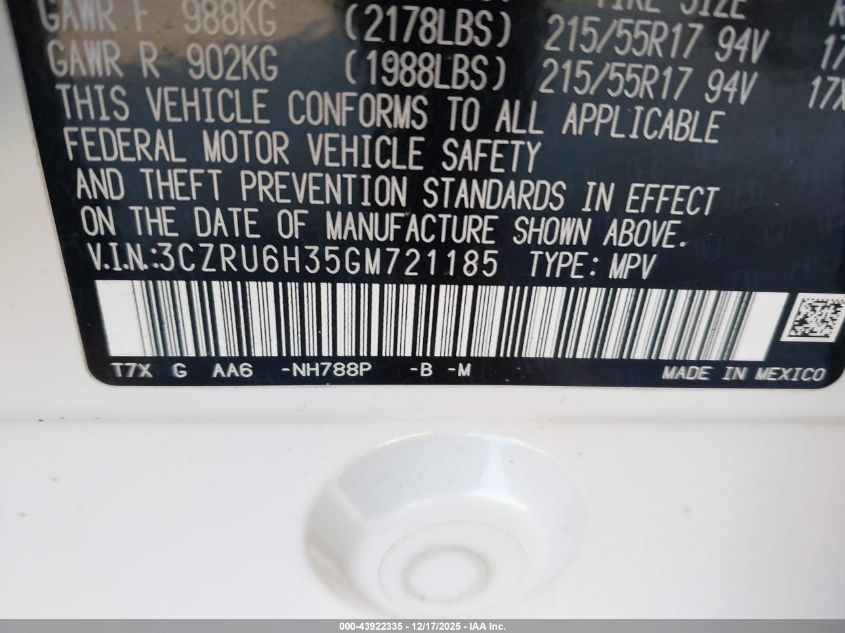 GAWR F 988KG (2178LBS) 215/55R17 94V 17
GAWR R 902KG (1988LBS) 215/55R17 94V 17X
THIS VEHICLE CONFORMS TO ALL APPLICABLE
FEDERAL MOTOR VEHICLE SAFETY
AND THEFT PREVENTION STANDARDS IN EFFECT
ON THE DATE OF MANUFACTURE SHOWN ABOVE.
V.I.N.:3CZRU6H35GM721185 TYPE: MPV
T7X G AA6 -NH788P -B -M MADE IN MEXICO
000-43922335 - 12/17/2025 - IAA Inc.